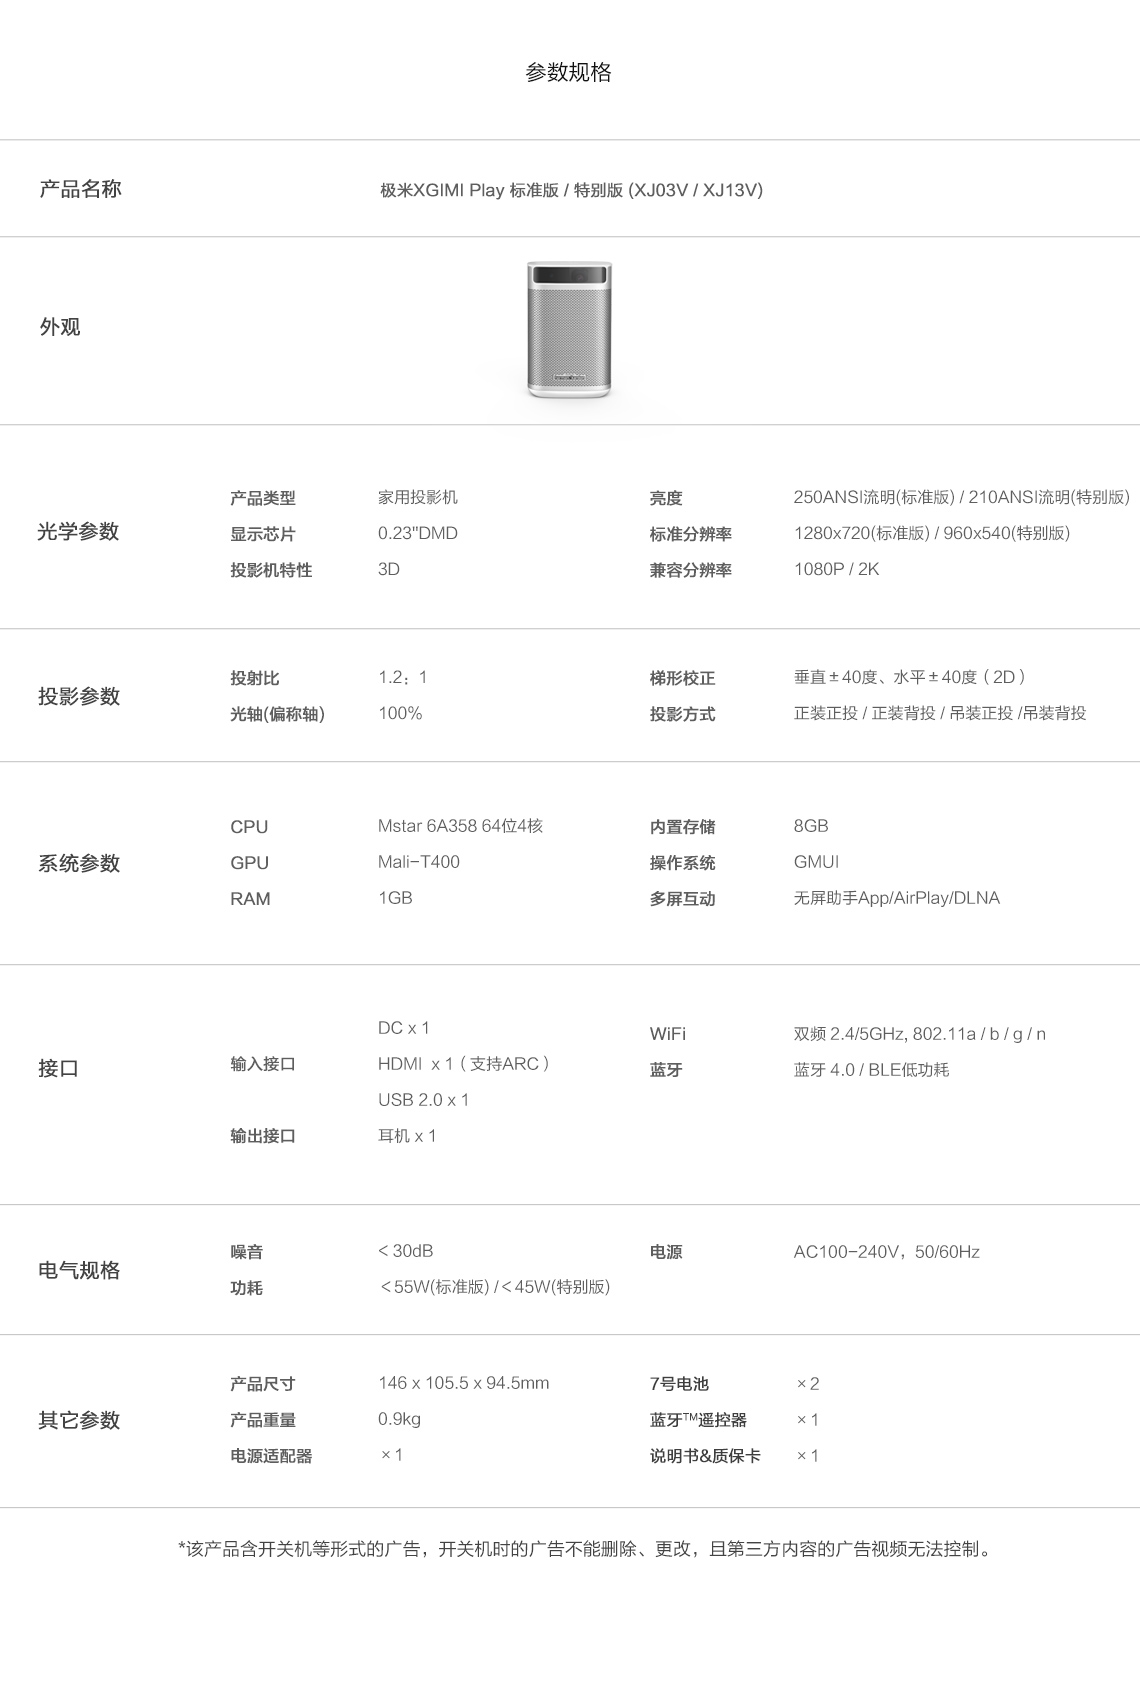 参数规格
产品名称 极米XGIMI Play 标准版 / 特别版 (XJ03V / XJ13V)
外观
光学参数
产品类型 家用投影机 亮度 250ANSI流明(标准版) / 210ANSI流明(特别版)
显示芯片 0.23"DMD 标准分辨率 1280x720(标准版) / 960x540(特别版)
投影机特性 3D 兼容分辨率 1080P / 2K
投影参数
投射比 1.2：1 梯形校正 垂直±40度、水平±40度（2D）
光轴(偏称轴) 100% 投影方式 正装正投 / 正装背投 / 吊装正投 /吊装背投
系统参数
CPU Mstar 6A358 64位4核 内置存储 8GB
GPU Mali-T400 操作系统 GMUI
RAM 1GB 多屏互动 无屏助手App/AirPlay/DLNA
接口
DC x 1
WiFi 双频 2.4/5GHz, 802.11a / b / g / n
输入接口 HDMI x 1（支持ARC） 蓝牙 蓝牙 4.0 / BLE低功耗
USB 2.0 x 1
输出接口 耳机 x 1
电气规格
噪音 < 30dB 电源 AC100-240V，50/60Hz
功耗 <55W(标准版) /<45W(特别版)
其它参数
产品尺寸 146 x 105.5 x 94.5mm 7号电池 ×2
产品重量 0.9kg 蓝牙™遥控器 ×1
电源适配器 ×1 说明书&质保卡 ×1
*该产品含开关机等形式的广告，开关机时的广告不能删除、更改，且第三方内容的广告视频无法控制。